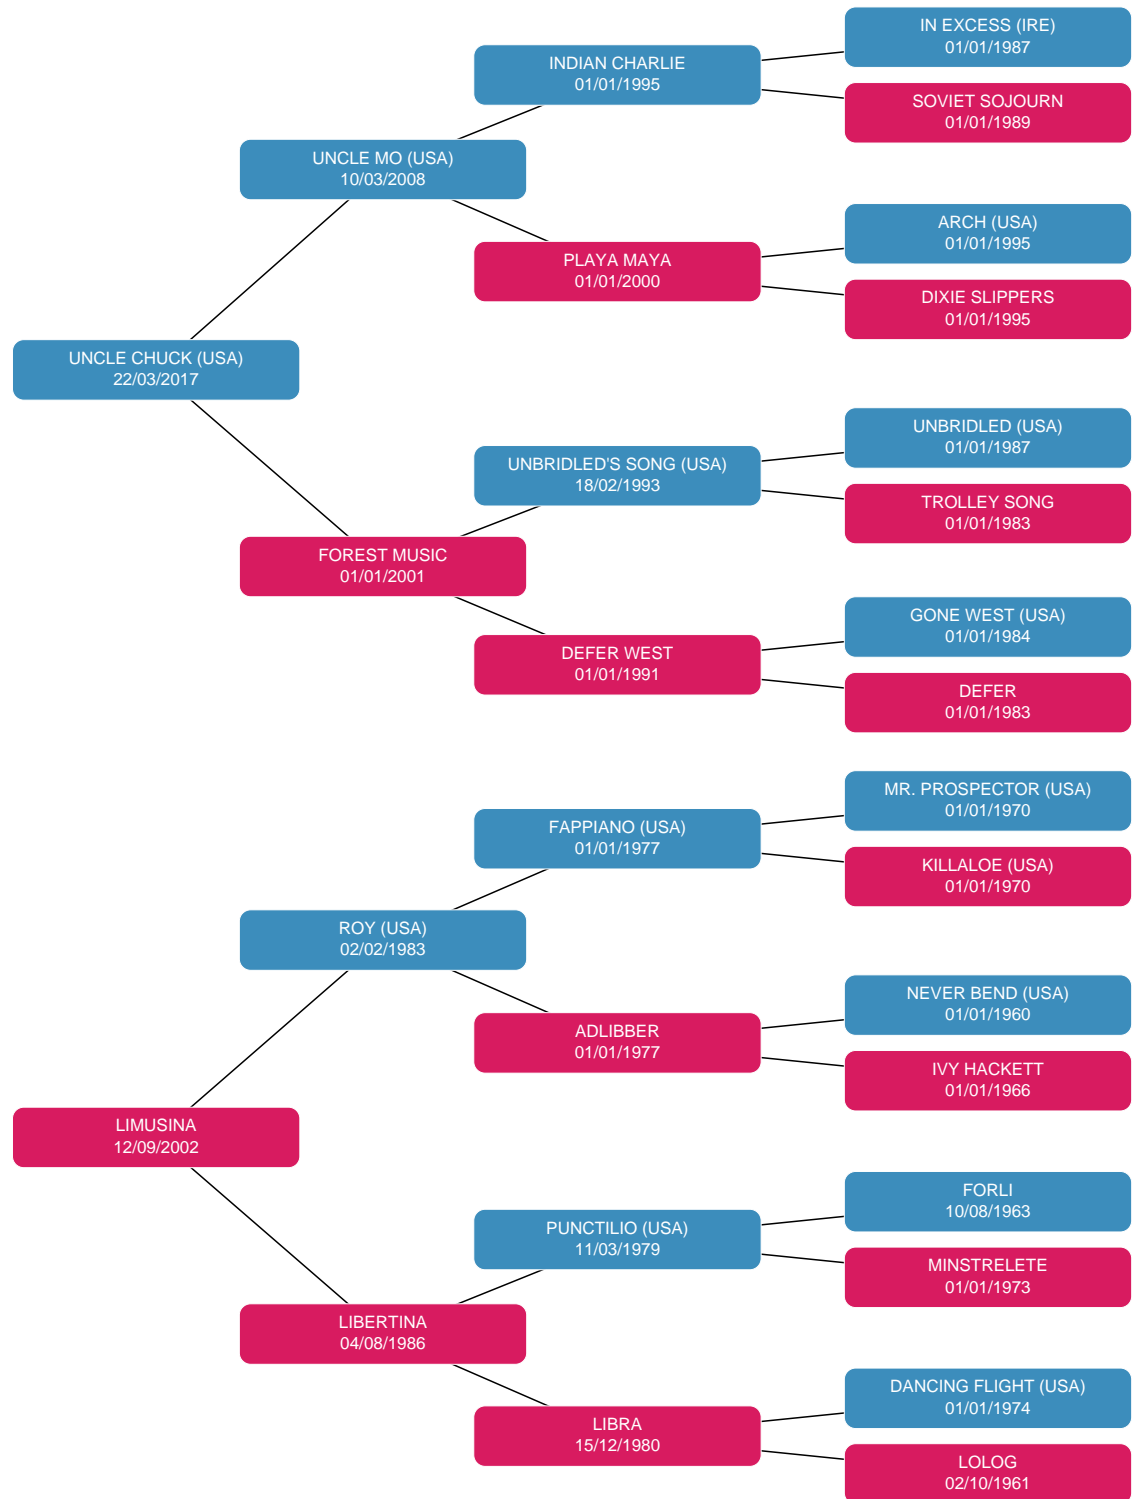 IN EXCESS (IRE)
01/01/1987
INDIAN CHARLIE
01/01/1995
SOVIET SOJOURN
01/01/1989
UNCLE MO (USA)
10/03/2008
ARCH (USA)
01/01/1995
PLAYA MAYA
01/01/2000
DIXIE SLIPPERS
01/01/1995
UNCLE CHUCK (USA)
22/03/2017
UNBRIDLED (USA)
01/01/1987
UNBRIDLED'S SONG (USA)
18/02/1993
TROLLEY SONG
01/01/1983
FOREST MUSIC
01/01/2001
GONE WEST (USA)
01/01/1984
DEFER WEST
01/01/1991
DEFER
01/01/1983
MR. PROSPECTOR (USA)
01/01/1970
FAPPIANO (USA)
01/01/1977
KILLALOE (USA)
01/01/1970
ROY (USA)
02/02/1983
NEVER BEND (USA)
01/01/1960
ADLIBBER
01/01/1977
IVY HACKETT
01/01/1966
LIMUSINA
12/09/2002
FORLI
10/08/1963
PUNCTILIO (USA)
11/03/1979
MINSTRELETE
01/01/1973
LIBERTINA
04/08/1986
DANCING FLIGHT (USA)
01/01/1974
LIBRA
15/12/1980
LOLOG
02/10/1961